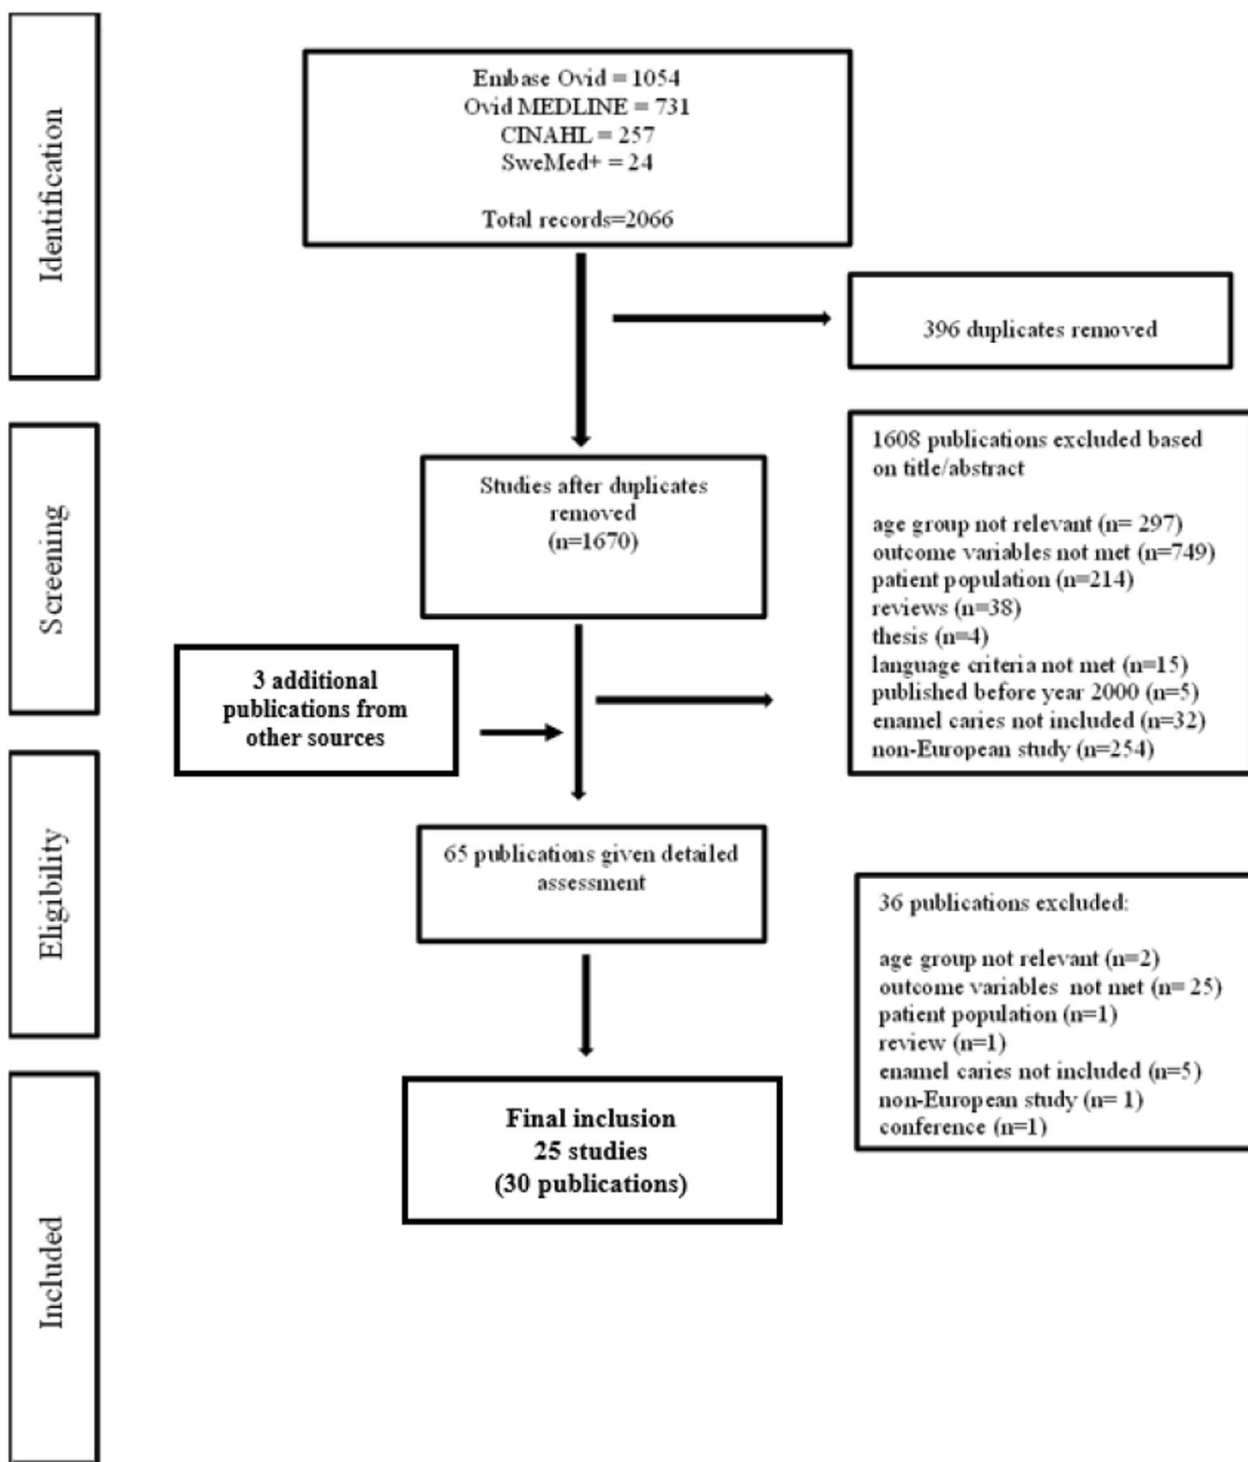 Identification
Embase Ovid = 1054
Ovid MEDLINE = 731
CINAHL = 257
SweMed+ = 24
Total records=2066
396 duplicates removed
Screening
Studies after duplicates
removed
(n=1670)
1608 publications excluded based
on title/abstract
age group not relevant (n= 297)
outcome variables not met (n=749)
patient population (n=214)
reviews (n=38)
thesis (n=4)
language criteria not met (n=15)
published before year 2000 (n=5)
enamel caries not included (n=32)
non-European study (n=254)
3 additional
publications from
other sources
Eligibility
65 publications given detailed
assessment
36 publications excluded:
age group not relevant (n=2)
outcome variables  not met (n= 25)
patient population (n=1)
review (n=1)
enamel caries not included (n=5)
non-European study (n= 1)
conference (n=1)
Included
Final inclusion
25 studies
(30 publications)